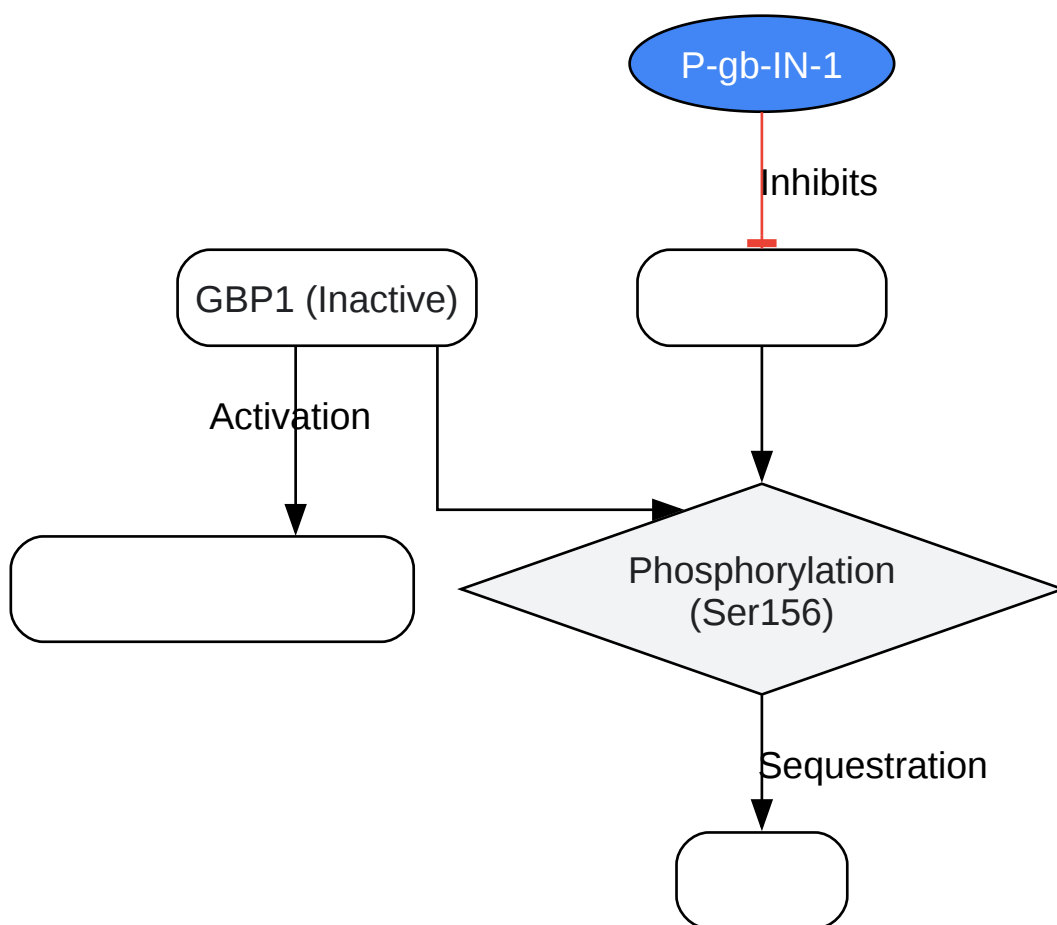 P-gb-IN-1
Inhibits
GBP1 (Inactive)
Activation
Phosphorylation
(Ser156)
Sequestration